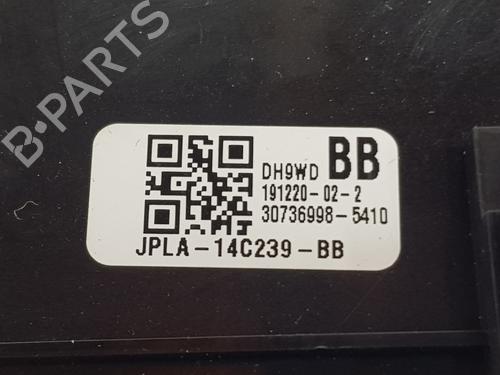 B-PARTS
DH9WD BB
191220-02-2
30736998-5410
JPLA-14C239-BB